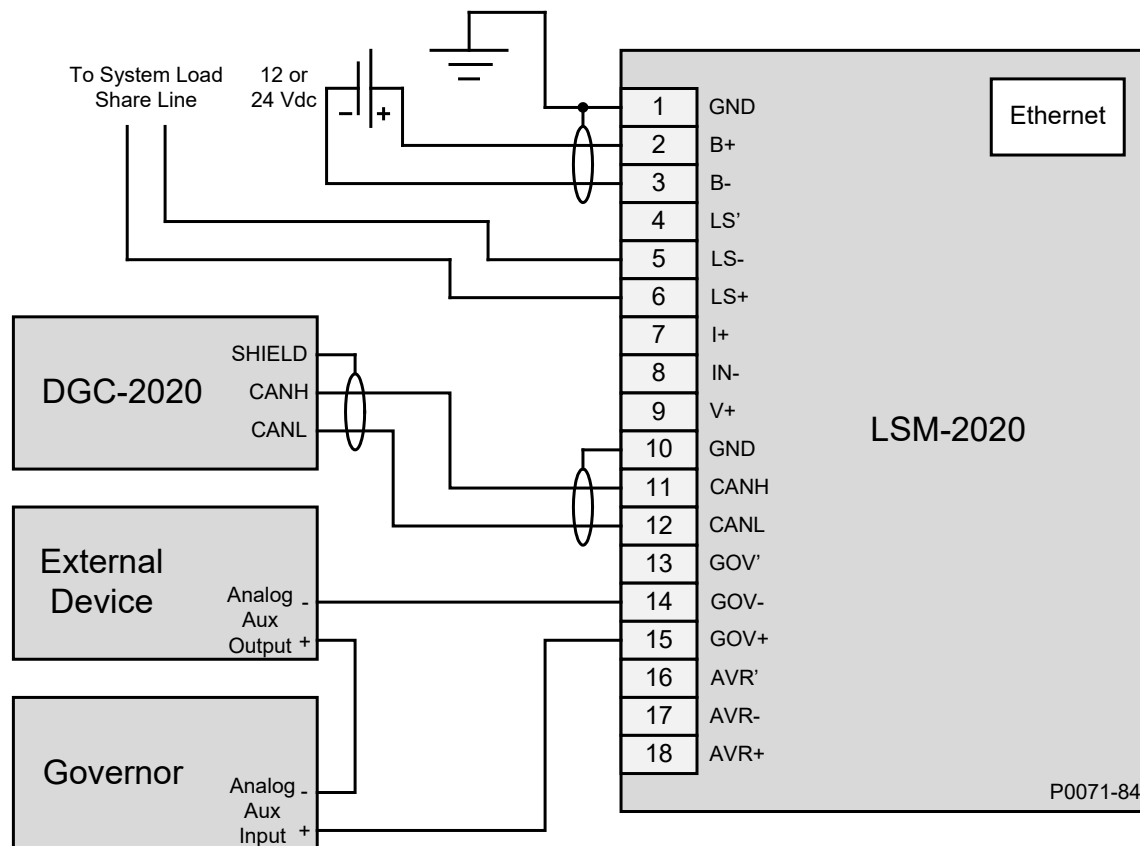 To System Load
Share Line
12 or
24 Vdc
- +
1 GND
2 B+
3 B-
4 LS'
5 LS-
6 LS+
7 I+
8 IN-
9 V+
10 GND
11 CANH
12 CANL
13 GOV'
14 GOV-
15 GOV+
16 AVR'
17 AVR-
18 AVR+
Ethernet
LSM-2020
P0071-84
DGC-2020
SHIELD
CANH
CANL
External
Device
Analog -
Aux
Output +
Governor
Analog -
Aux
Input +